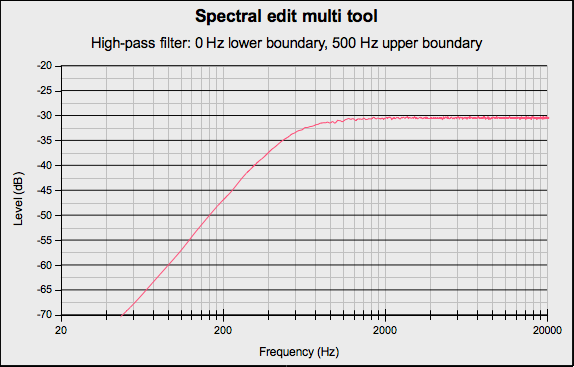 Spectral edit multi tool
High-pass filter: 0 Hz lower boundary, 500 Hz upper boundary
-20
-25
-30
-35
-40
-45
-50
-55
-60
-65
-70
Level (dB)
20 200 2000 20000
Frequency (Hz)